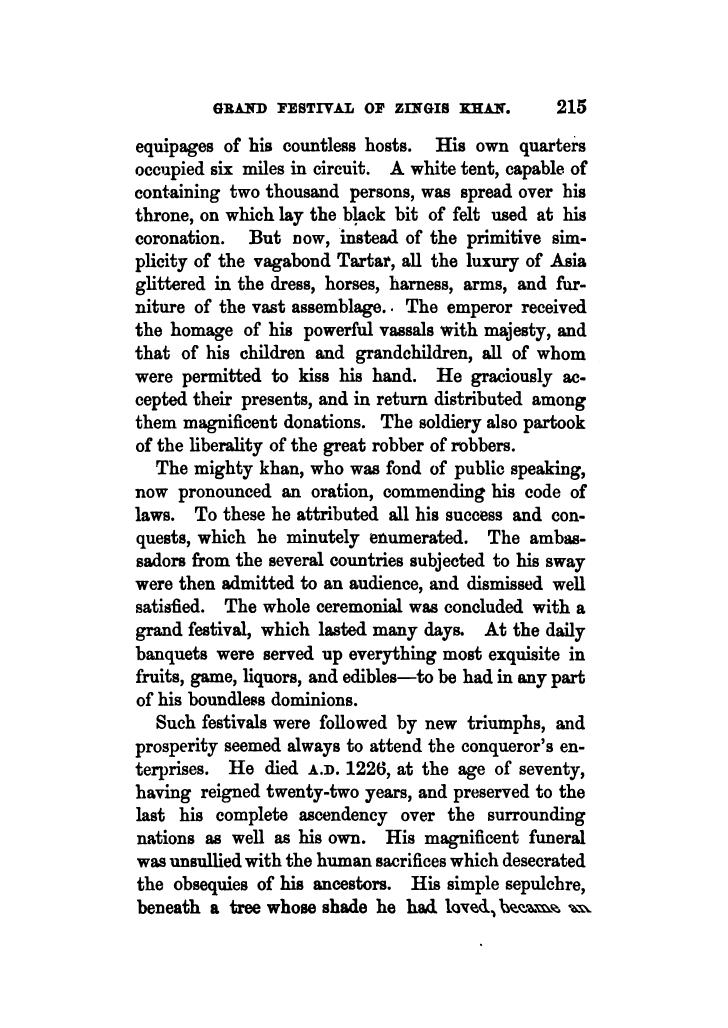 GRAND FESTIVAL OF ZINGIS KHAN. 215
equipages of his countless hosts. His own quarters
occupied six miles in circuit. A white tent, capable of
containing two thousand persons, was spread over his
throne, on which lay the black bit of felt used at his
coronation. But now, instead of the primitive sim-
plicity of the vagabond Tartar, all the luxury of Asia
glittered in the dress, horses, harness, arms, and fur-
niture of the vast assemblage. The emperor received
the homage of his powerful vassals with majesty, and
that of his children and grandchildren, all of whom
were permitted to kiss his hand. He graciously ac-
cepted their presents, and in return distributed among
them magnificent donations. The soldiery also partook
of the liberality of the great robber of robbers.
The mighty khan, who was fond of public speaking,
now pronounced an oration, commending his code of
laws. To these he attributed all his success and con-
quests, which he minutely enumerated. The ambas-
sadors from the several countries subjected to his sway
were then admitted to an audience, and dismissed well
satisfied. The whole ceremonial was concluded with a
grand festival, which lasted many days. At the daily
banquets were served up everything most exquisite in
fruits, game, liquors, and edibles—to be had in any part
of his boundless dominions.
Such festivals were followed by new triumphs, and
prosperity seemed always to attend the conqueror's en-
terprises. He died A.D. 1226, at the age of seventy,
having reigned twenty-two years, and preserved to the
last his complete ascendency over the surrounding
nations as well as his own. His magnificent funeral
was unsullied with the human sacrifices which desecrated
the obsequies of his ancestors. His simple sepulchre,
beneath a tree whose shade he had loved, became an